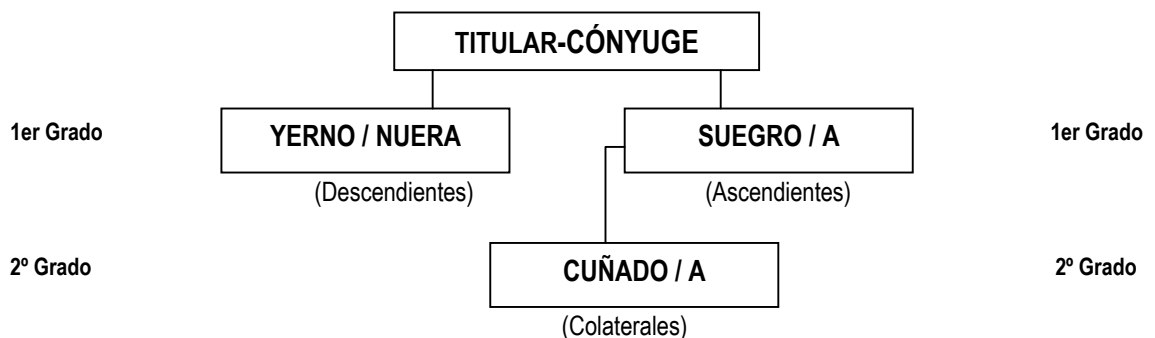 TITULAR-CÓNYUGE
1er Grado YERNO / NUERA SUEGRO / A 1er Grado
(Descendientes) (Ascendientes)
2º Grado CUÑADO / A 2º Grado
(Colaterales)